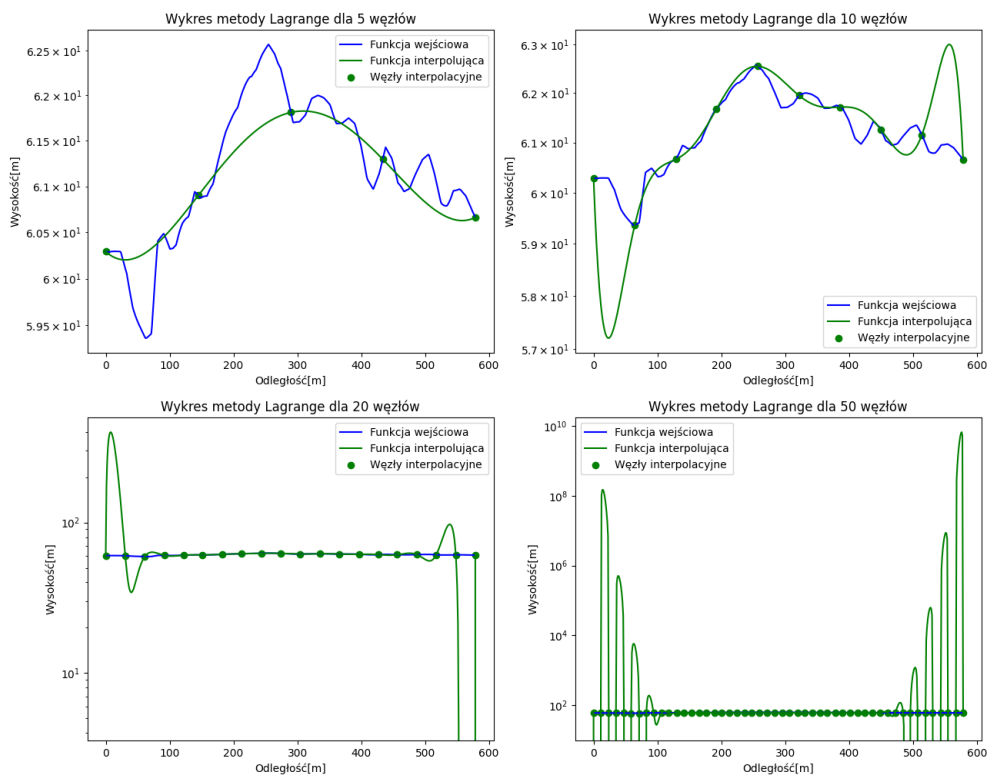 Wykres metody Lagrange dla 5 węzłów
Funkcja wejściowa
Funkcja interpolująca
Węzły interpolacyjne
6.25 × 10¹
6.2 × 10¹
6.15 × 10¹
6.1 × 10¹
6.05 × 10¹
6 × 10¹
5.95 × 10¹
Wysokość[m]
0 100 200 300 400 500 600
Odległość[m]
Wykres metody Lagrange dla 10 węzłów
6.3 × 10¹
6.2 × 10¹
6.1 × 10¹
6 × 10¹
5.9 × 10¹
5.8 × 10¹
5.7 × 10¹
Wysokość[m]
Funkcja wejściowa
Funkcja interpolująca
Węzły interpolacyjne
0 100 200 300 400 500 600
Odległość[m]
Wykres metody Lagrange dla 20 węzłów
Funkcja wejściowa
Funkcja interpolująca
Węzły interpolacyjne
10²
10¹
Wysokość[m]
0 100 200 300 400 500 600
Odległość[m]
Wykres metody Lagrange dla 50 węzłów
Funkcja wejściowa
Funkcja interpolująca
Węzły interpolacyjne
10¹⁰
10⁸
10⁶
10⁴
10²
Wysokość[m]
0 100 200 300 400 500 600
Odległość[m]